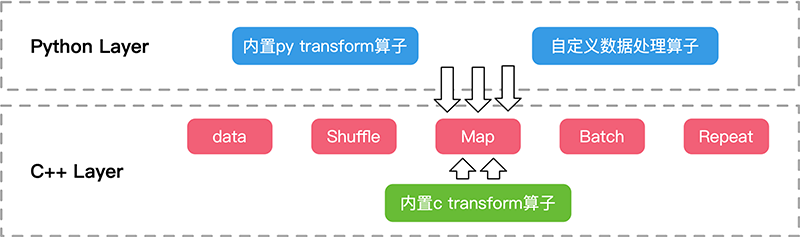 Python Layer
内置py transform算子
自定义数据处理算子
data
Shuffle
Map
Batch
Repeat
C++ Layer
内置c transform算子